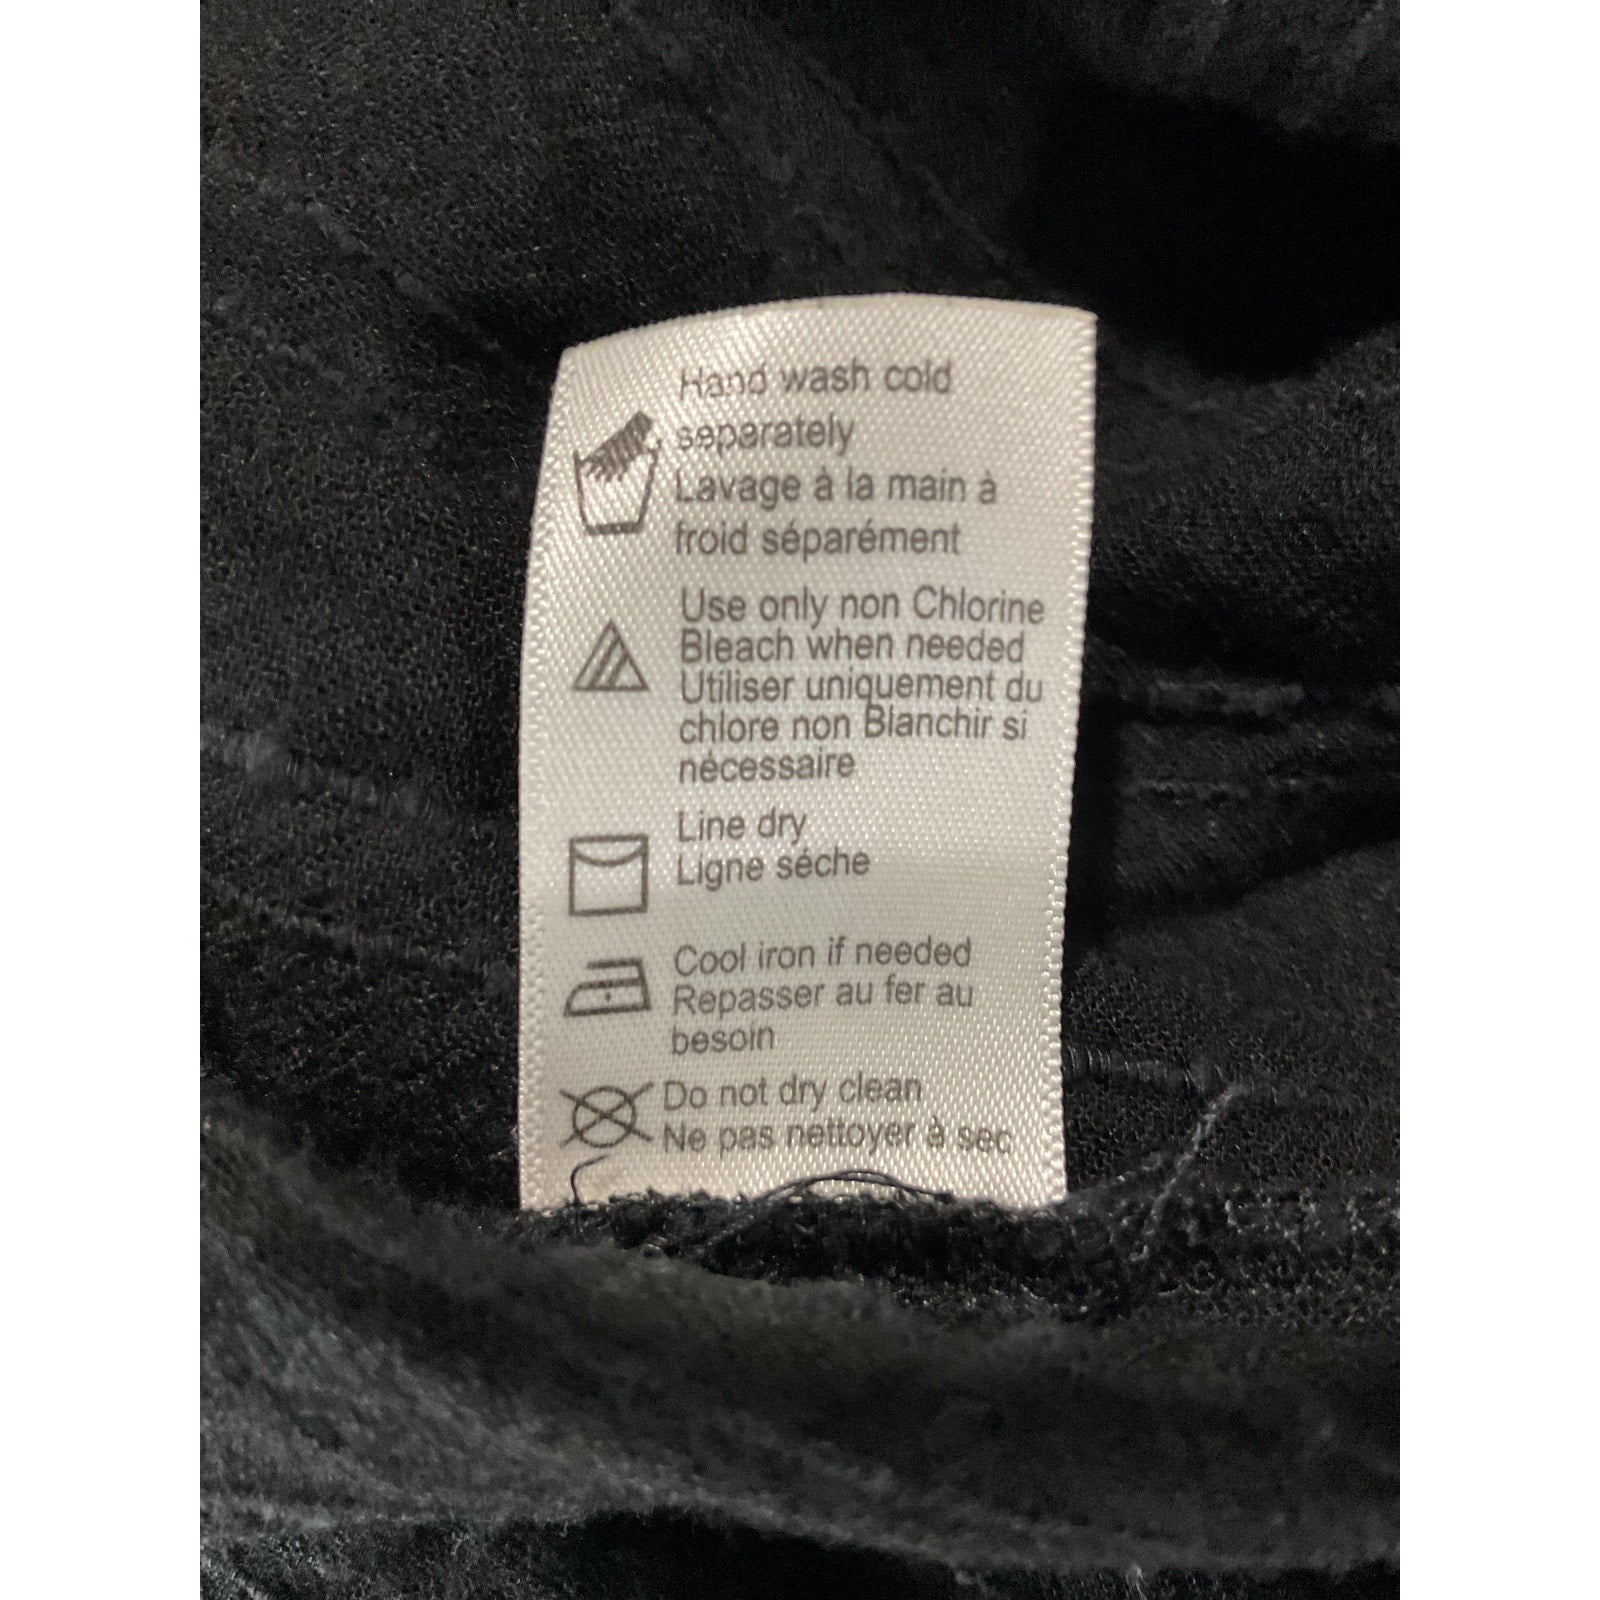 Hand wash cold
separately
Lavage à la main à
froid séparément
Use only non Chlorine
Bleach when needed
Utiliser uniquement du
chlore non Blanchir si
nécessaire
Line dry
Ligne séche
Cool iron if needed
Repasser au fer au
besoin
Do not dry clean
Ne pas nettoyer à sec